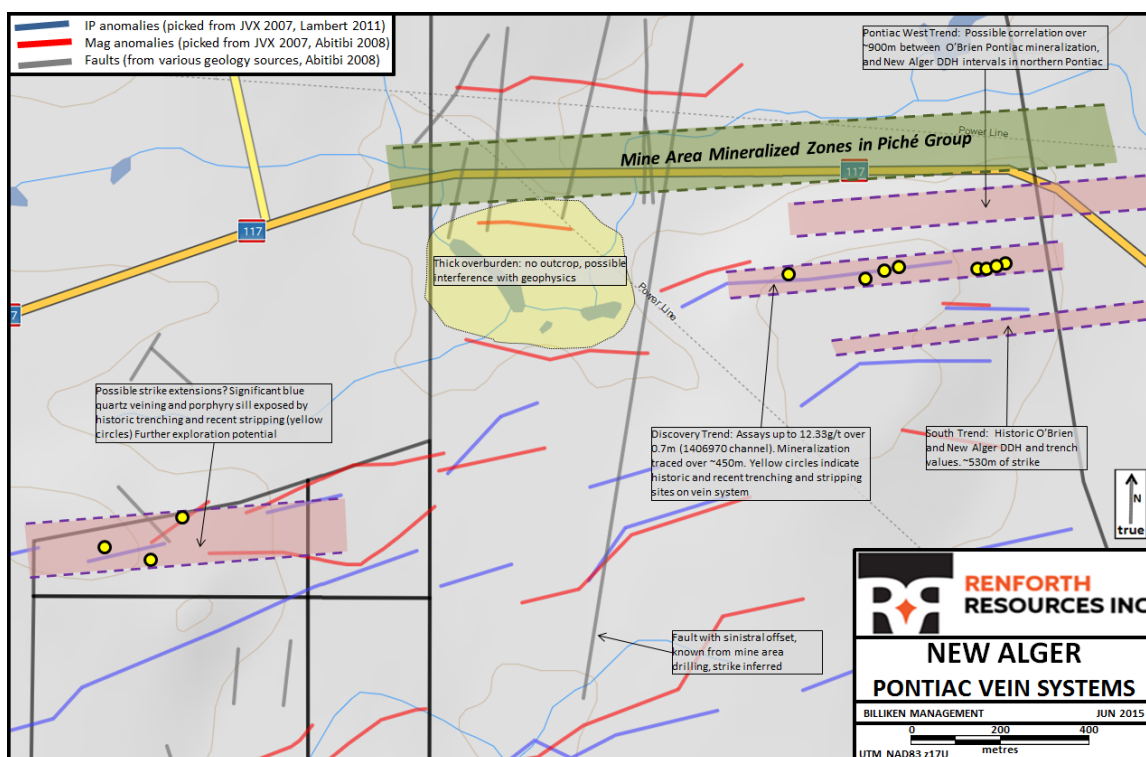 IP anomalies (picked from JVX 2007, Lambert 2011)
Mag anomalies (picked from JVX 2007, Abitibi 2008)
Faults (from various geology sources, Abitibi 2008)
Pontiac West Trend: Possible correlation over
~900m between O'Brien Pontiac mineralization,
and New Alger DDH intervals in northern Pontiac
Power Line
Mine Area Mineralized Zones in Piché Group
117
117
7
Thick overburden: no outcrop, possible
interference with geophysics
Power Line
Possible strike extensions? Significant blue
quartz veining and porphyry sill exposed by
historic trenching and recent stripping (yellow
circles) Further exploration potential
Discovery Trend: Assays up to 12.33g/t over
0.7m (1406970 channel). Mineralization
traced over ~450m. Yellow circles indicate
historic and recent trenching and stripping
sites on vein system
South Trend: Historic O'Brien
and New Alger DDH and trench
values. ~530m of strike
N
true
Fault with sinistral offset,
known from mine area
drilling, strike inferred
RENFORTH
RESOURCES INC
NEW ALGER
PONTIAC VEIN SYSTEMS
BILLIKEN MANAGEMENT JUN 2015
0 200 400
metres
UTM NAD83 z17U